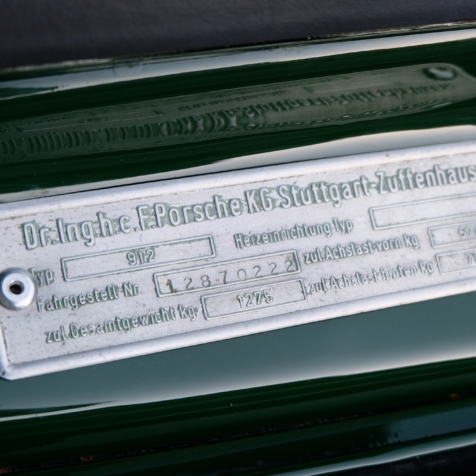 Dr. Ing.h.c. F. Porsche KG Stuttgart-Zuffenhaus
Typ 912 Heizeinrichtung typ
Fahrgestell-Nr. 12870222 zul. Achslast vorn kg
zul. Gesamtgewicht kg 1275 zul. Achslast hinten kg